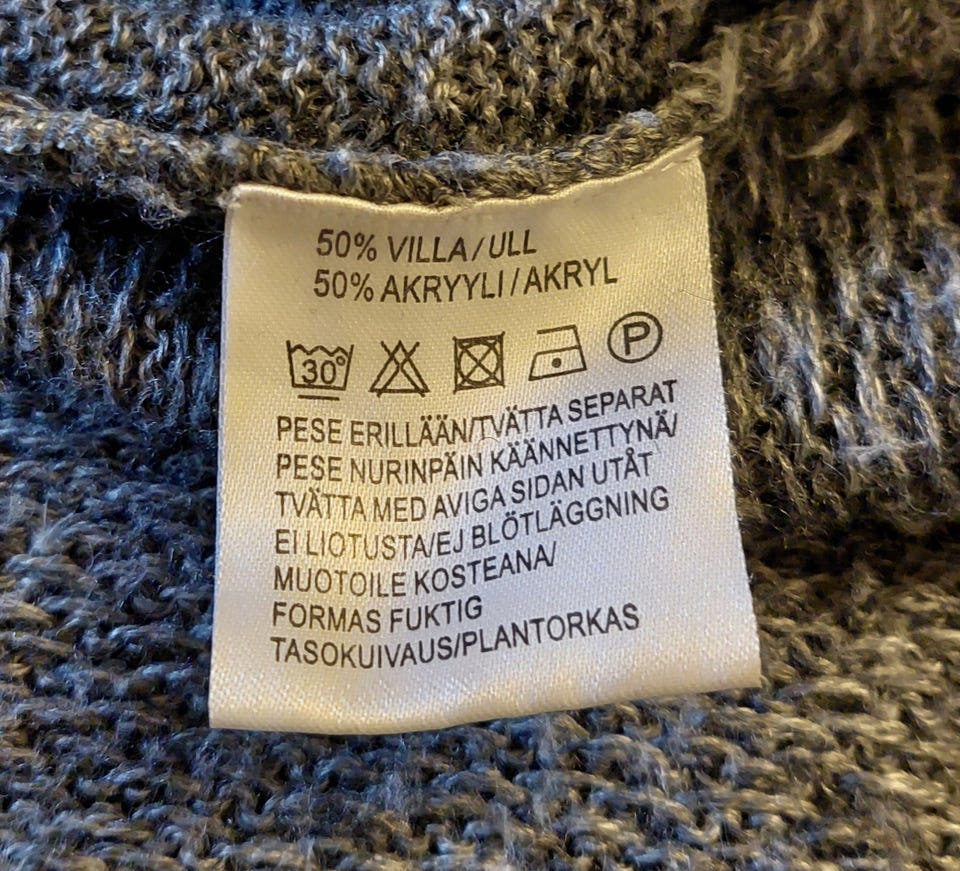 50% VILLA/ULL
50% AKRYYLI/AKRYL
30° P
PESE ERILLÄÄN/TVÄTTA SEPARAT
PESE NURINPÄIN KÄÄNNETTYNÄ/
TVÄTTA MED AVIGA SIDAN UTÅT
EI LIOTUSTA/EJ BLÖTLÄGGNING
MUOTOILE KOSTEANA/
FORMAS FUKTIG
TASOKUIVAUS/PLANTORKAS